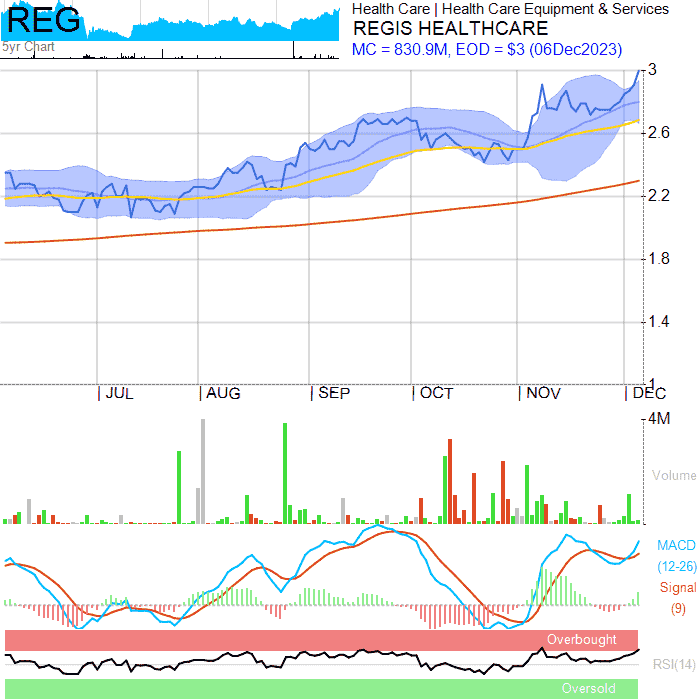 REG
5yr Chart
Health Care | Health Care Equipment & Services
REGIS HEALTHCARE
MC = 830.9M, EOD = $3 (06Dec2023)
3
2.6
2.2
1.8
1.4
1
JUL
AUG
SEP
OCT
NOV
DEC
4M
Volume
MACD
(12-26)
Signal
(9)
Overbought
RSI(14)
Oversold